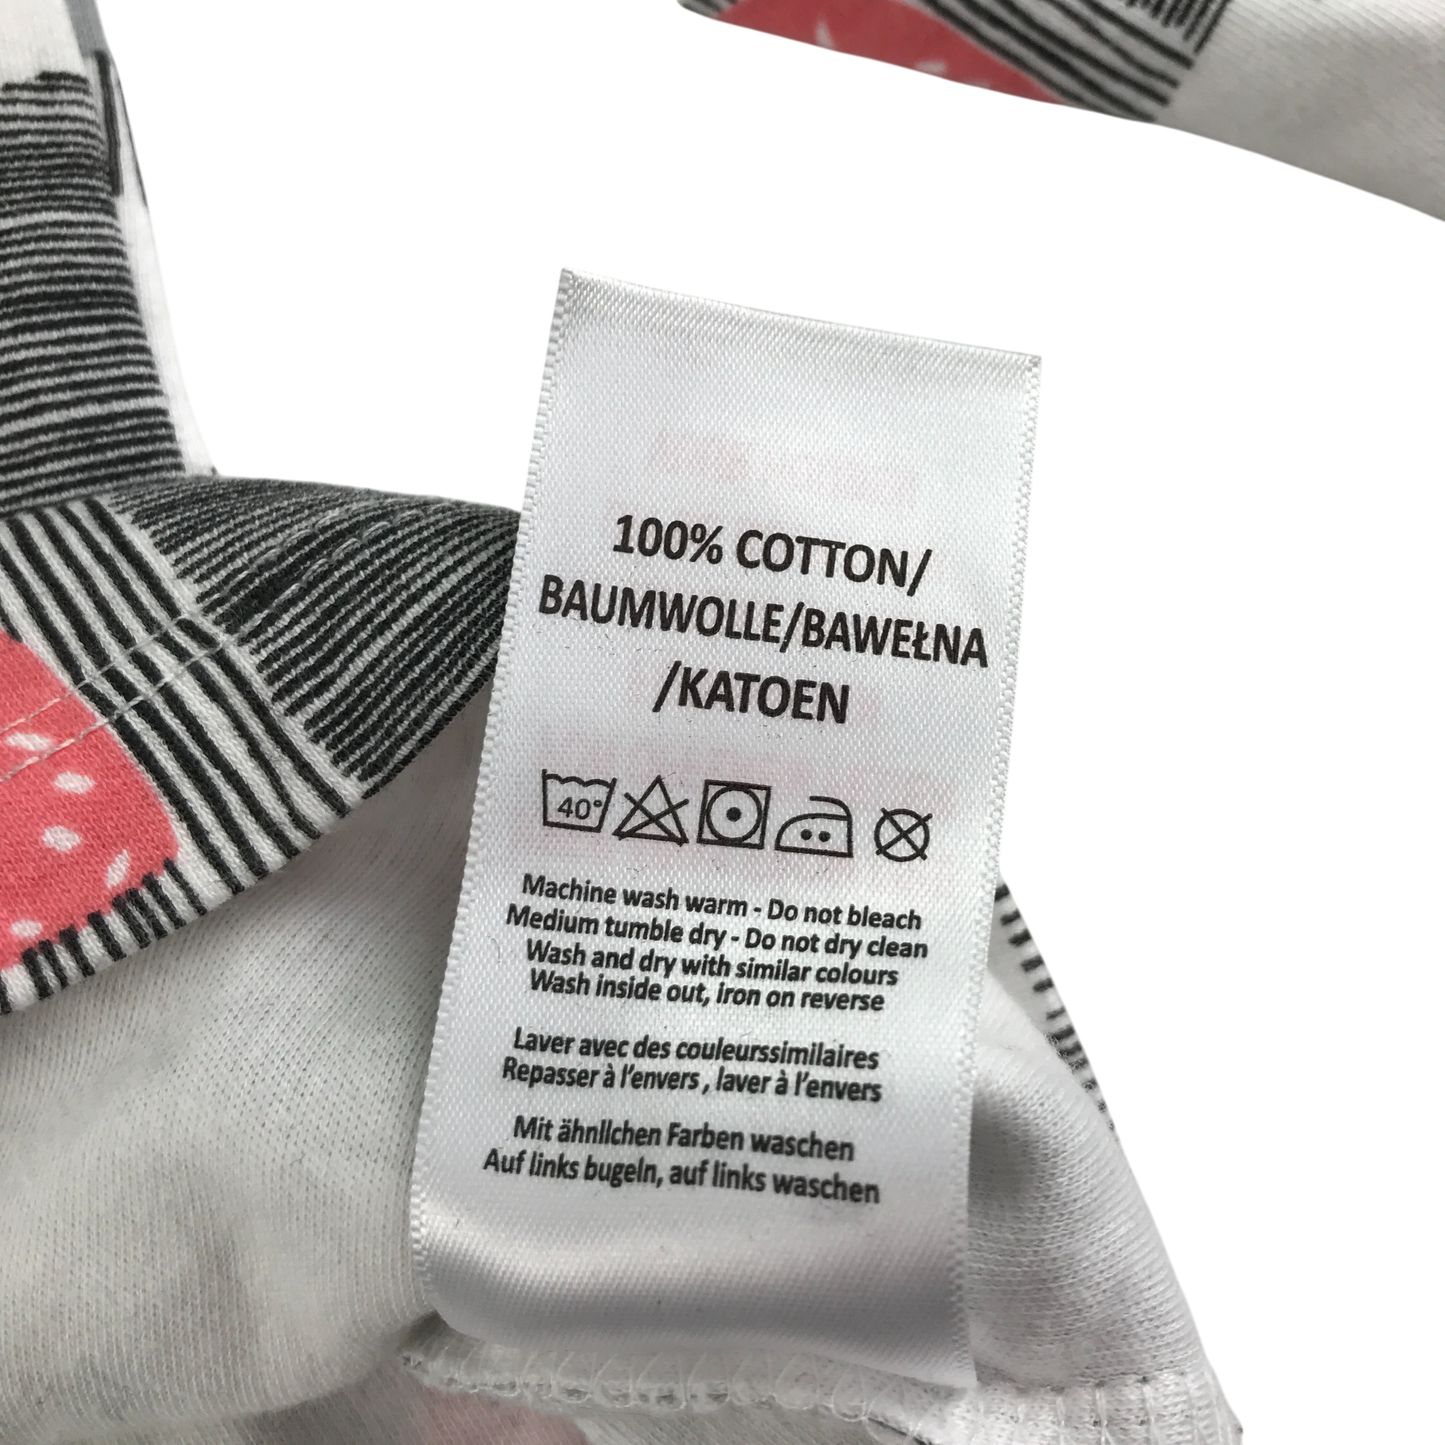 100% COTTON/
BAUMWOLLE/BAWEŁNA
/KATOEN
40°
Machine wash warm - Do not bleach
Medium tumble dry - Do not dry clean
Wash and dry with similar colours
Wash inside out, iron on reverse
Laver avec des couleurssimilaires
Repasser à l'envers , laver à l'envers
Mit ähnlichen Farben waschen
Auf links bugeln, auf links waschen